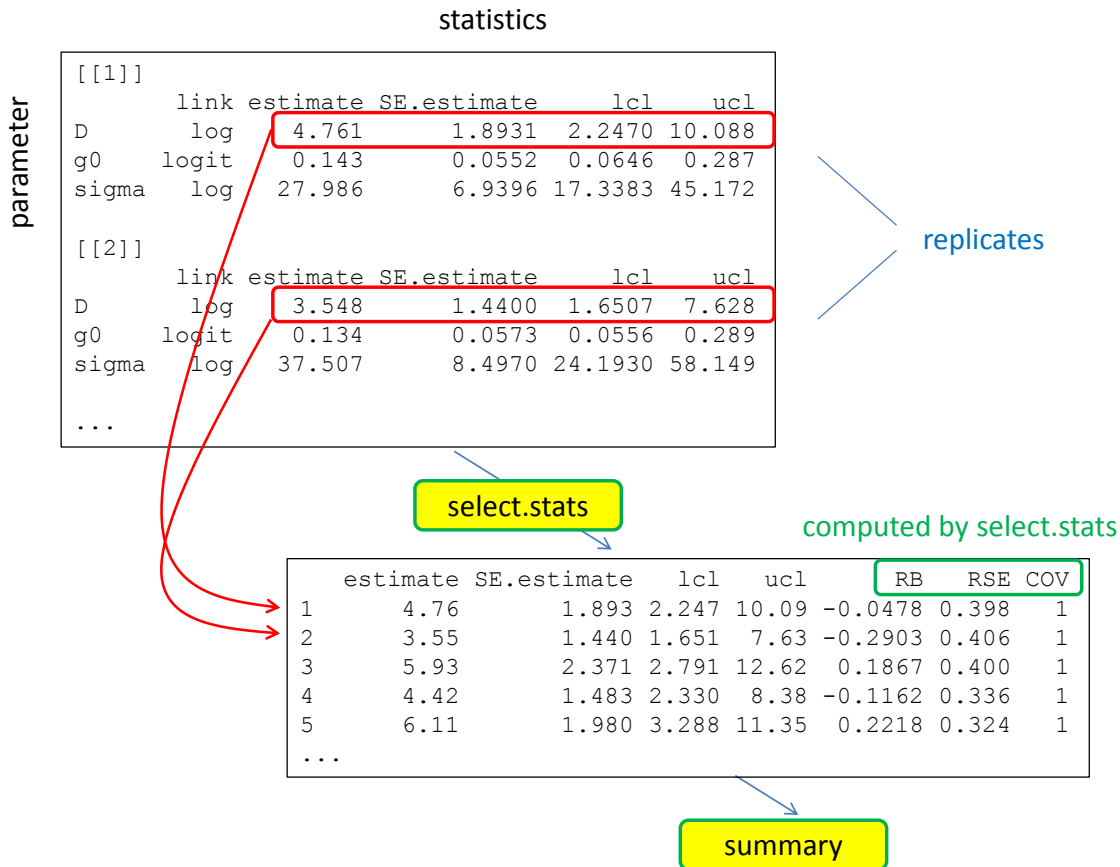 statistics
parameter
[[1]]
link estimate SE.estimate lcl ucl
D log 4.761 1.8931 2.2470 10.088
g0 logit 0.143 0.0552 0.0646 0.287
sigma log 27.986 6.9396 17.3383 45.172
[[2]]
link estimate SE.estimate lcl ucl
D log 3.548 1.4400 1.6507 7.628
g0 logit 0.134 0.0573 0.0556 0.289
sigma log 37.507 8.4970 24.1930 58.149
...
replicates
select.stats
computed by select.stats
estimate SE.estimate lcl ucl RB RSE COV
1 4.76 1.893 2.247 10.09 -0.0478 0.398 1
2 3.55 1.440 1.651 7.63 -0.2903 0.406 1
3 5.93 2.371 2.791 12.62 0.1867 0.400 1
4 4.42 1.483 2.330 8.38 -0.1162 0.336 1
5 6.11 1.980 3.288 11.35 0.2218 0.324 1
...
summary